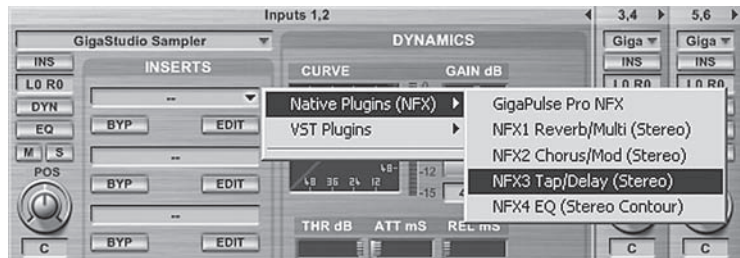 Inputs 1,2
3,4
5,6
GigaStudio Sampler
DYNAMICS
Giga
Giga
INS
INSERTS
CURVE
GAIN dB
INS
INS
L0 R0
--
Native Plugins (NFX)
GigaPulse Pro NFX
L0 R0
DYN
BYP
EDIT
VST Plugins
NFX1 Reverb/Multi (Stereo)
EQ
NFX2 Chorus/Mod (Stereo)
M
S
--
-12
NFX3 Tap/Delay (Stereo)
POS
BYP
EDIT
48 36 24 12
-15
NFX4 EQ (Stereo Contour)
--
THR dB
ATT mS
REL mS
C
BYP
EDIT
C
C